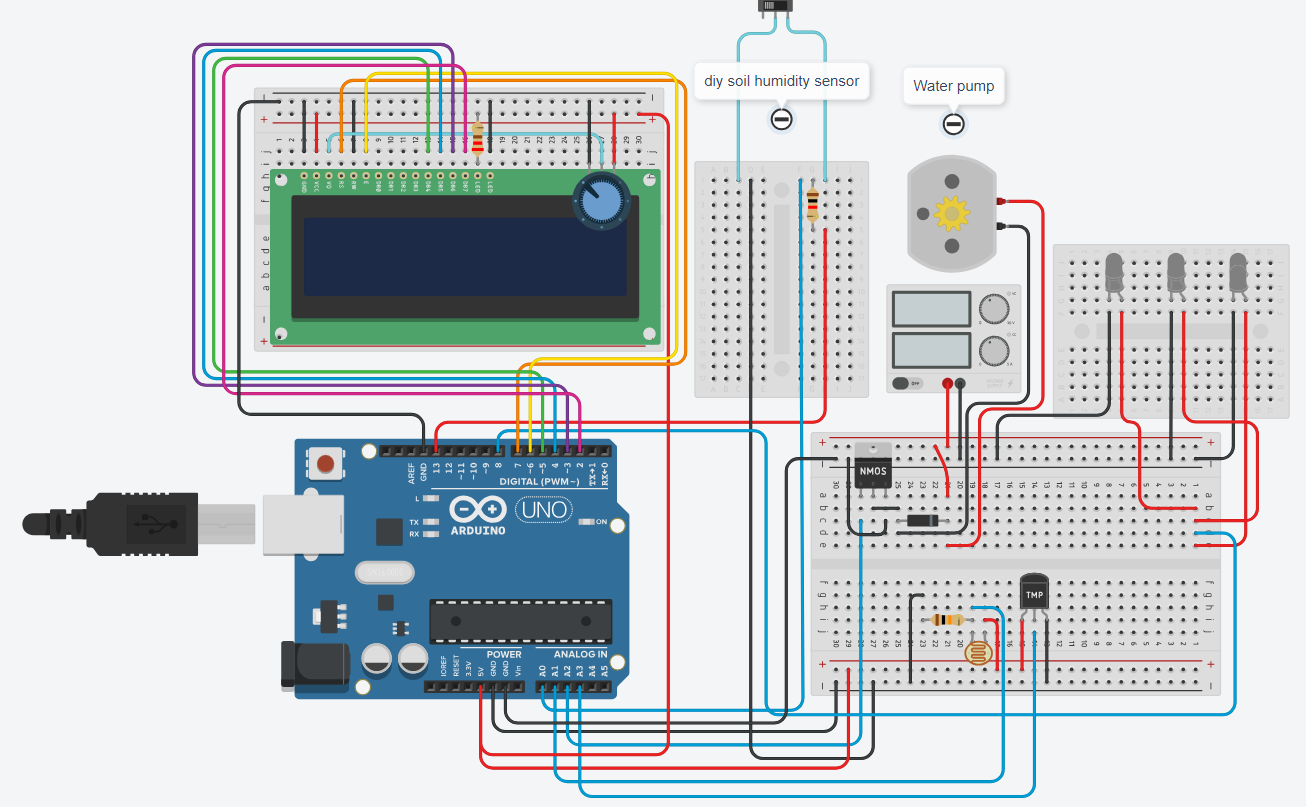 diy soil humidity sensor
Water pump
GND
VCC
VO
RS
RW
E
DB0
DB1
DB2
DB3
DB4
DB5
DB6
DB7
LED
LED
OFF
NMOS
TMP
AREF
GND
13
12
~11
~10
~9
8
7
~6
~5
4
~3
2
TX→1
RX←0
DIGITAL (PWM~)
L
TX
RX
ARDUINO
UNO
ON
POWER
ANALOG IN
IOREF
RESET
3.3V
5V
GND
GND
Vin
A0
A1
A2
A3
A4
A5